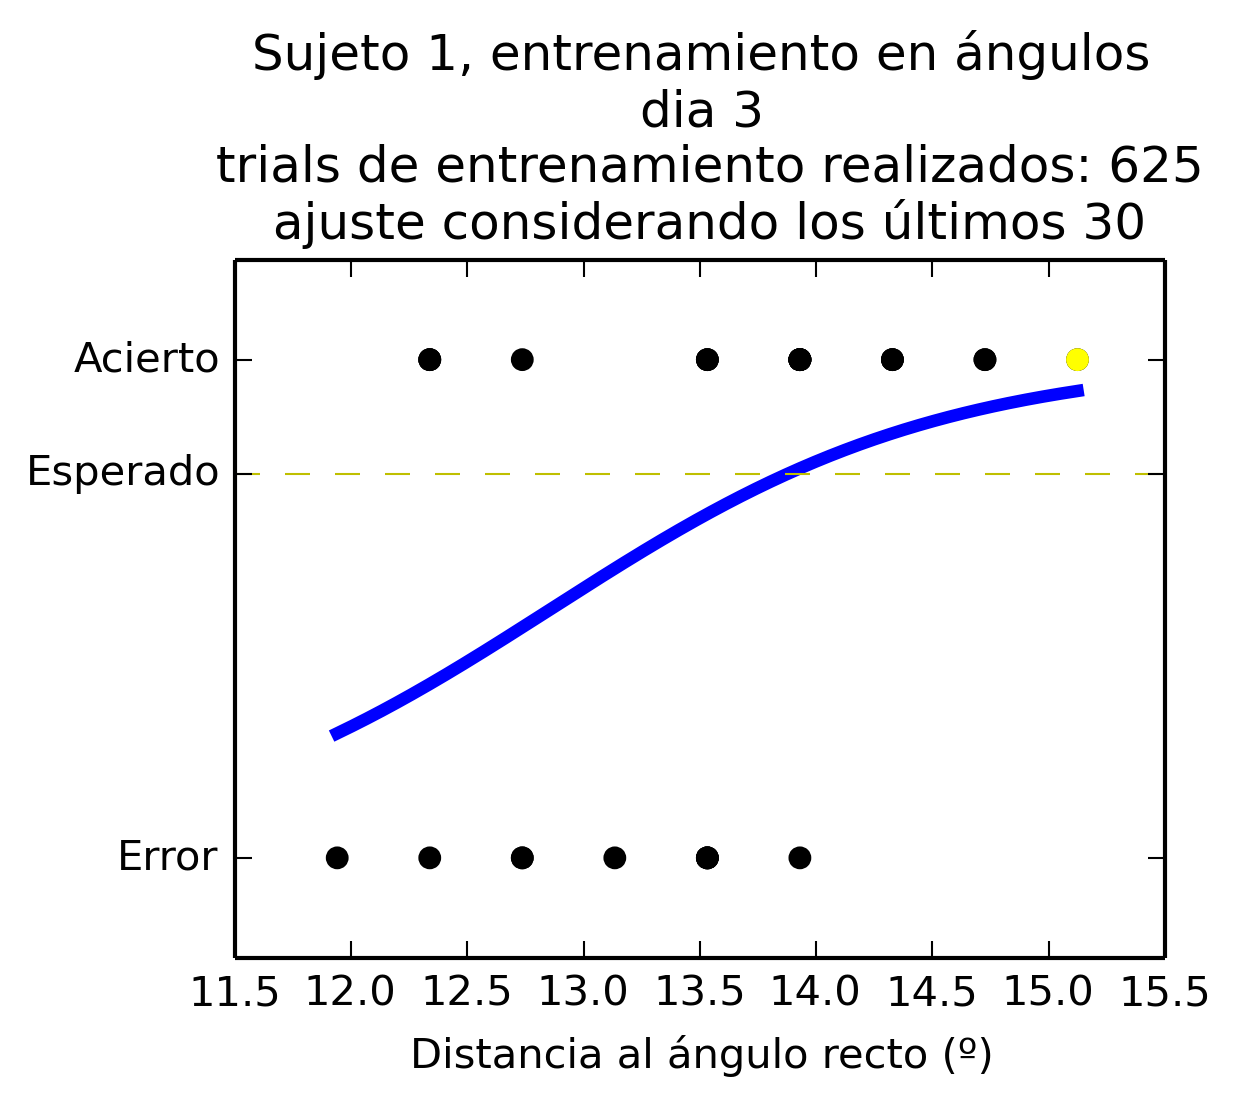 Sujeto 1, entrenamiento en ángulos
dia 3
trials de entrenamiento realizados: 625
ajuste considerando los últimos 30
Acierto
Esperado
Error
11.5 12.0 12.5 13.0 13.5 14.0 14.5 15.0 15.5
Distancia al ángulo recto (º)